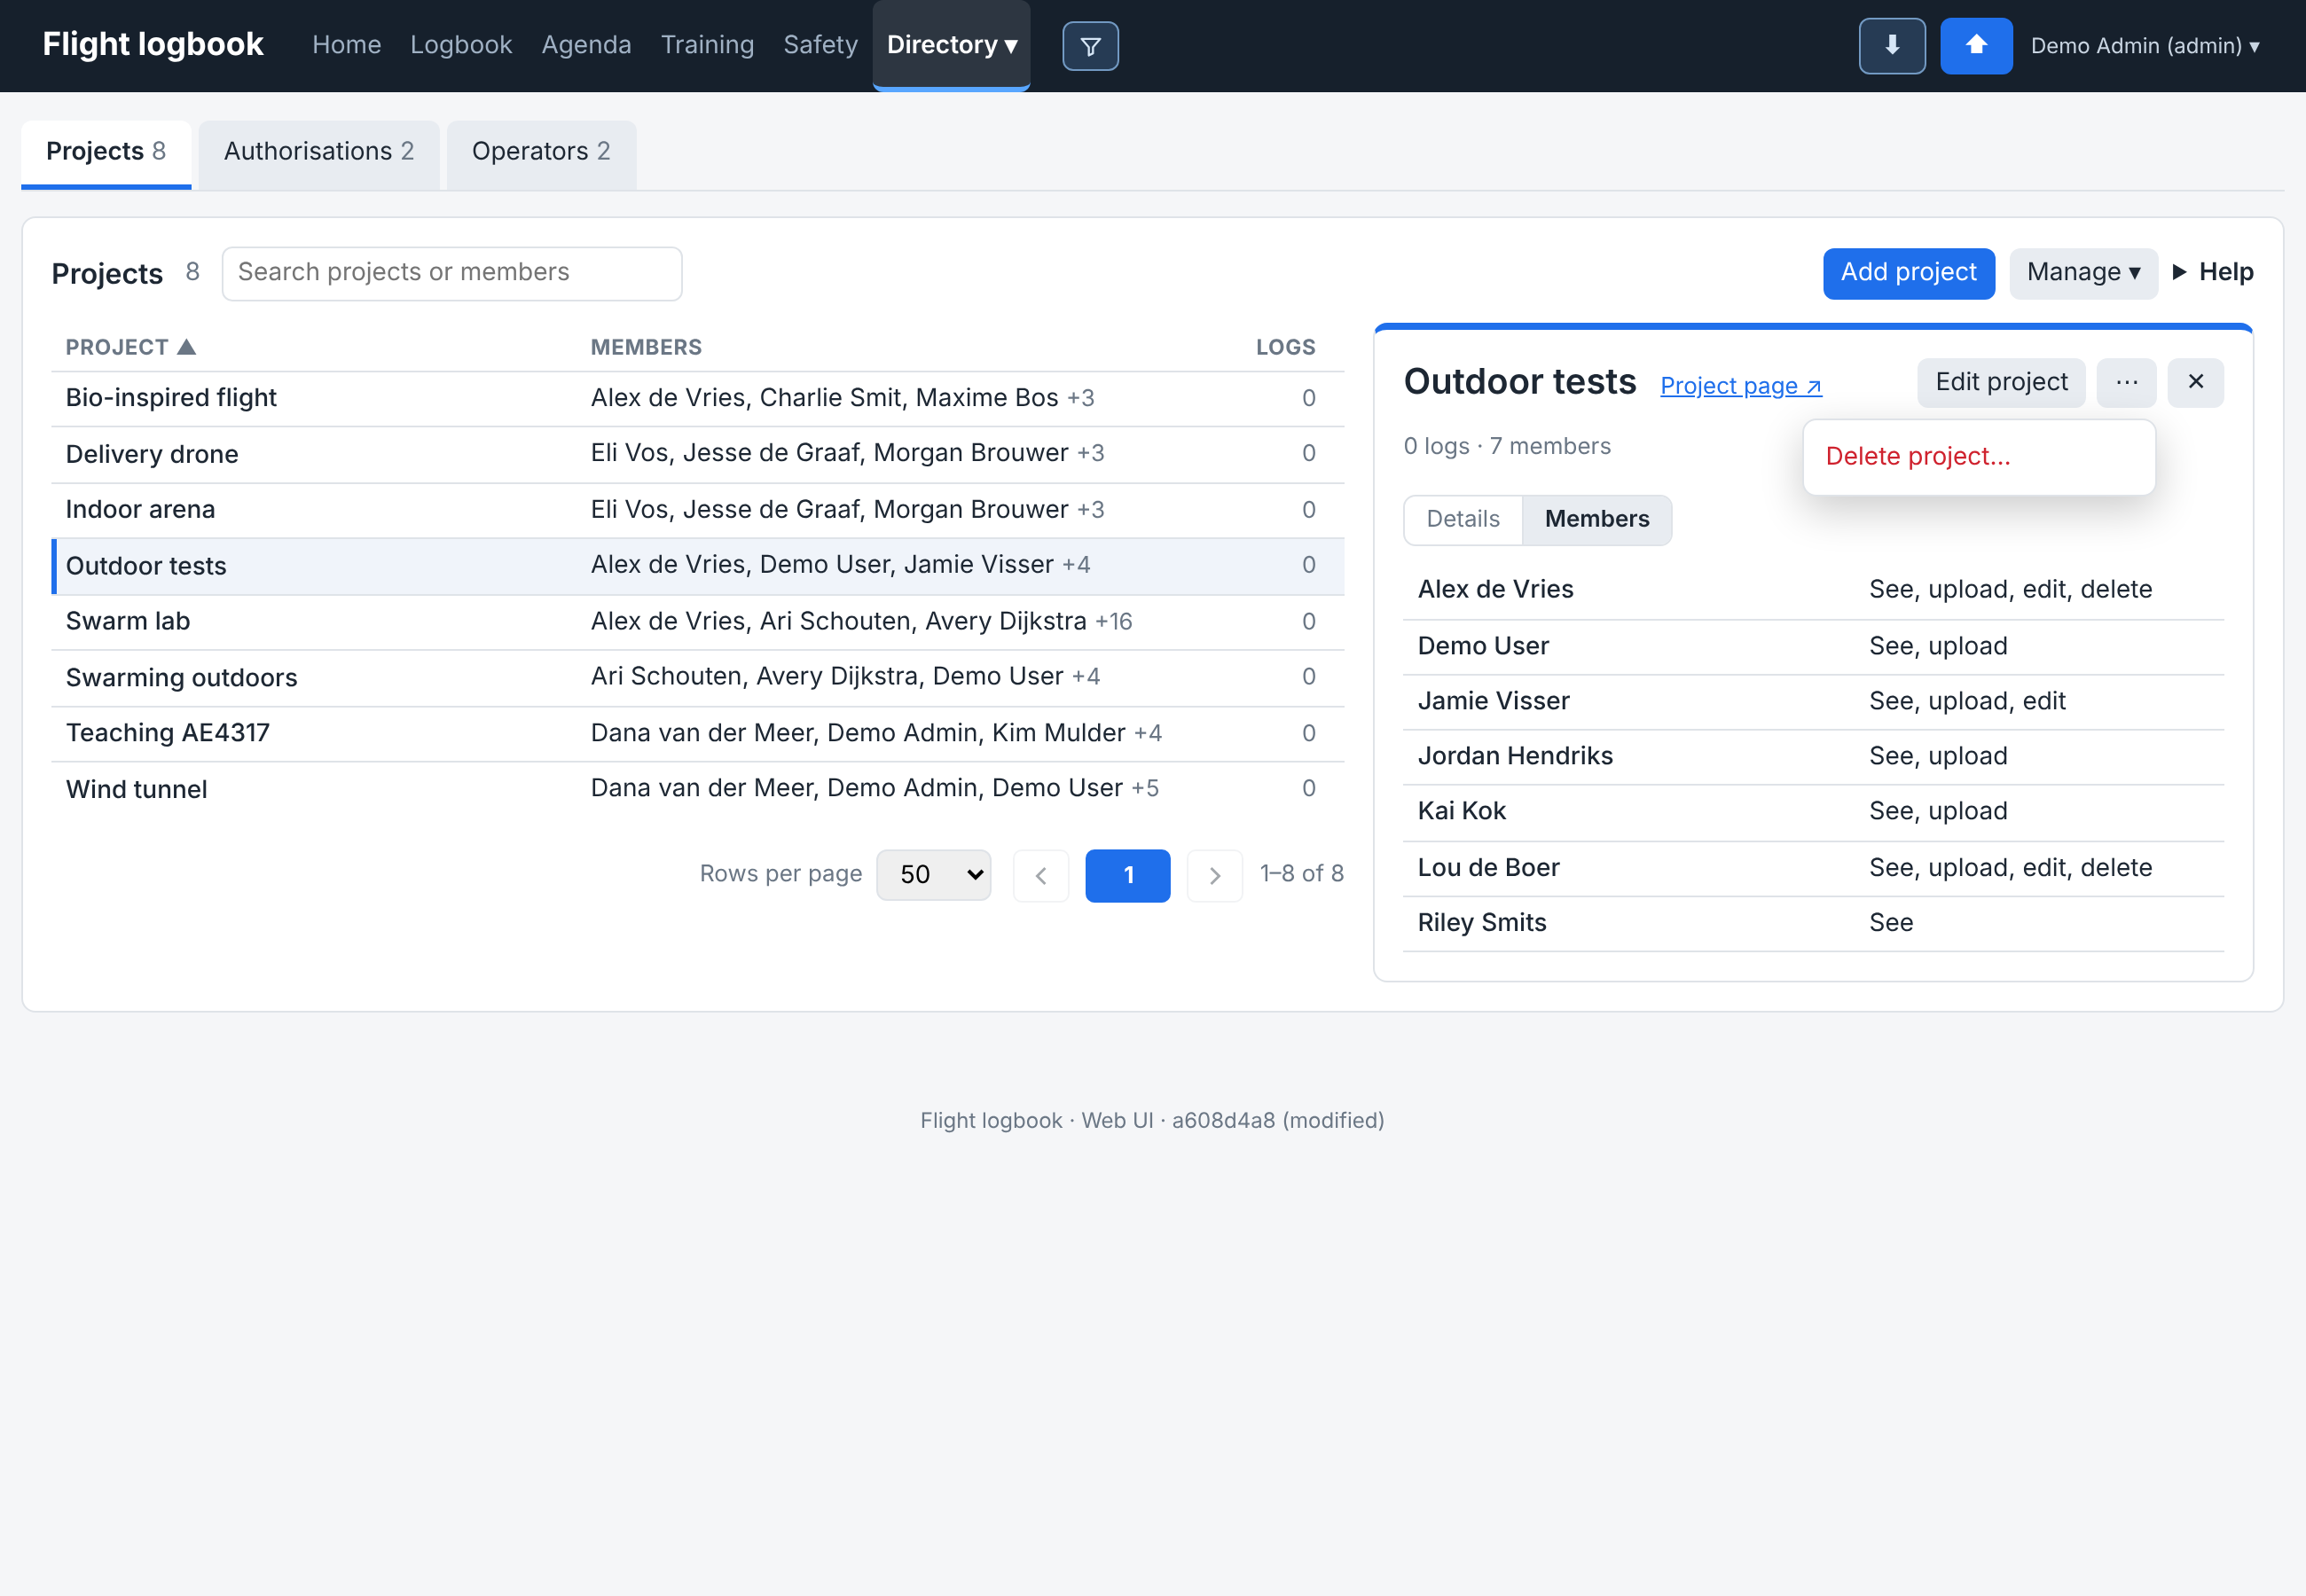 Flight logbook Home Logbook Agenda Training Safety Directory ▾ Demo Admin (admin) ▾
Projects 8 Authorisations 2 Operators 2
Projects 8 Search projects or members Add project Manage ▾ ▶ Help
PROJECT ▲ MEMBERS LOGS
Bio-inspired flight Alex de Vries, Charlie Smit, Maxime Bos +3 0
Delivery drone Eli Vos, Jesse de Graaf, Morgan Brouwer +3 0
Indoor arena Eli Vos, Jesse de Graaf, Morgan Brouwer +3 0
Outdoor tests Alex de Vries, Demo User, Jamie Visser +4 0
Swarm lab Alex de Vries, Ari Schouten, Avery Dijkstra +16 0
Swarming outdoors Ari Schouten, Avery Dijkstra, Demo User +4 0
Teaching AE4317 Dana van der Meer, Demo Admin, Kim Mulder +4 0
Wind tunnel Dana van der Meer, Demo Admin, Demo User +5 0
Rows per page 50 ‹ 1 › 1–8 of 8
Outdoor tests Project page ↗ Edit project ⋯ ✕
0 logs · 7 members
Delete project…
Details Members
Alex de Vries See, upload, edit, delete
Demo User See, upload
Jamie Visser See, upload, edit
Jordan Hendriks See, upload
Kai Kok See, upload
Lou de Boer See, upload, edit, delete
Riley Smits See
Flight logbook · Web UI · a608d4a8 (modified)